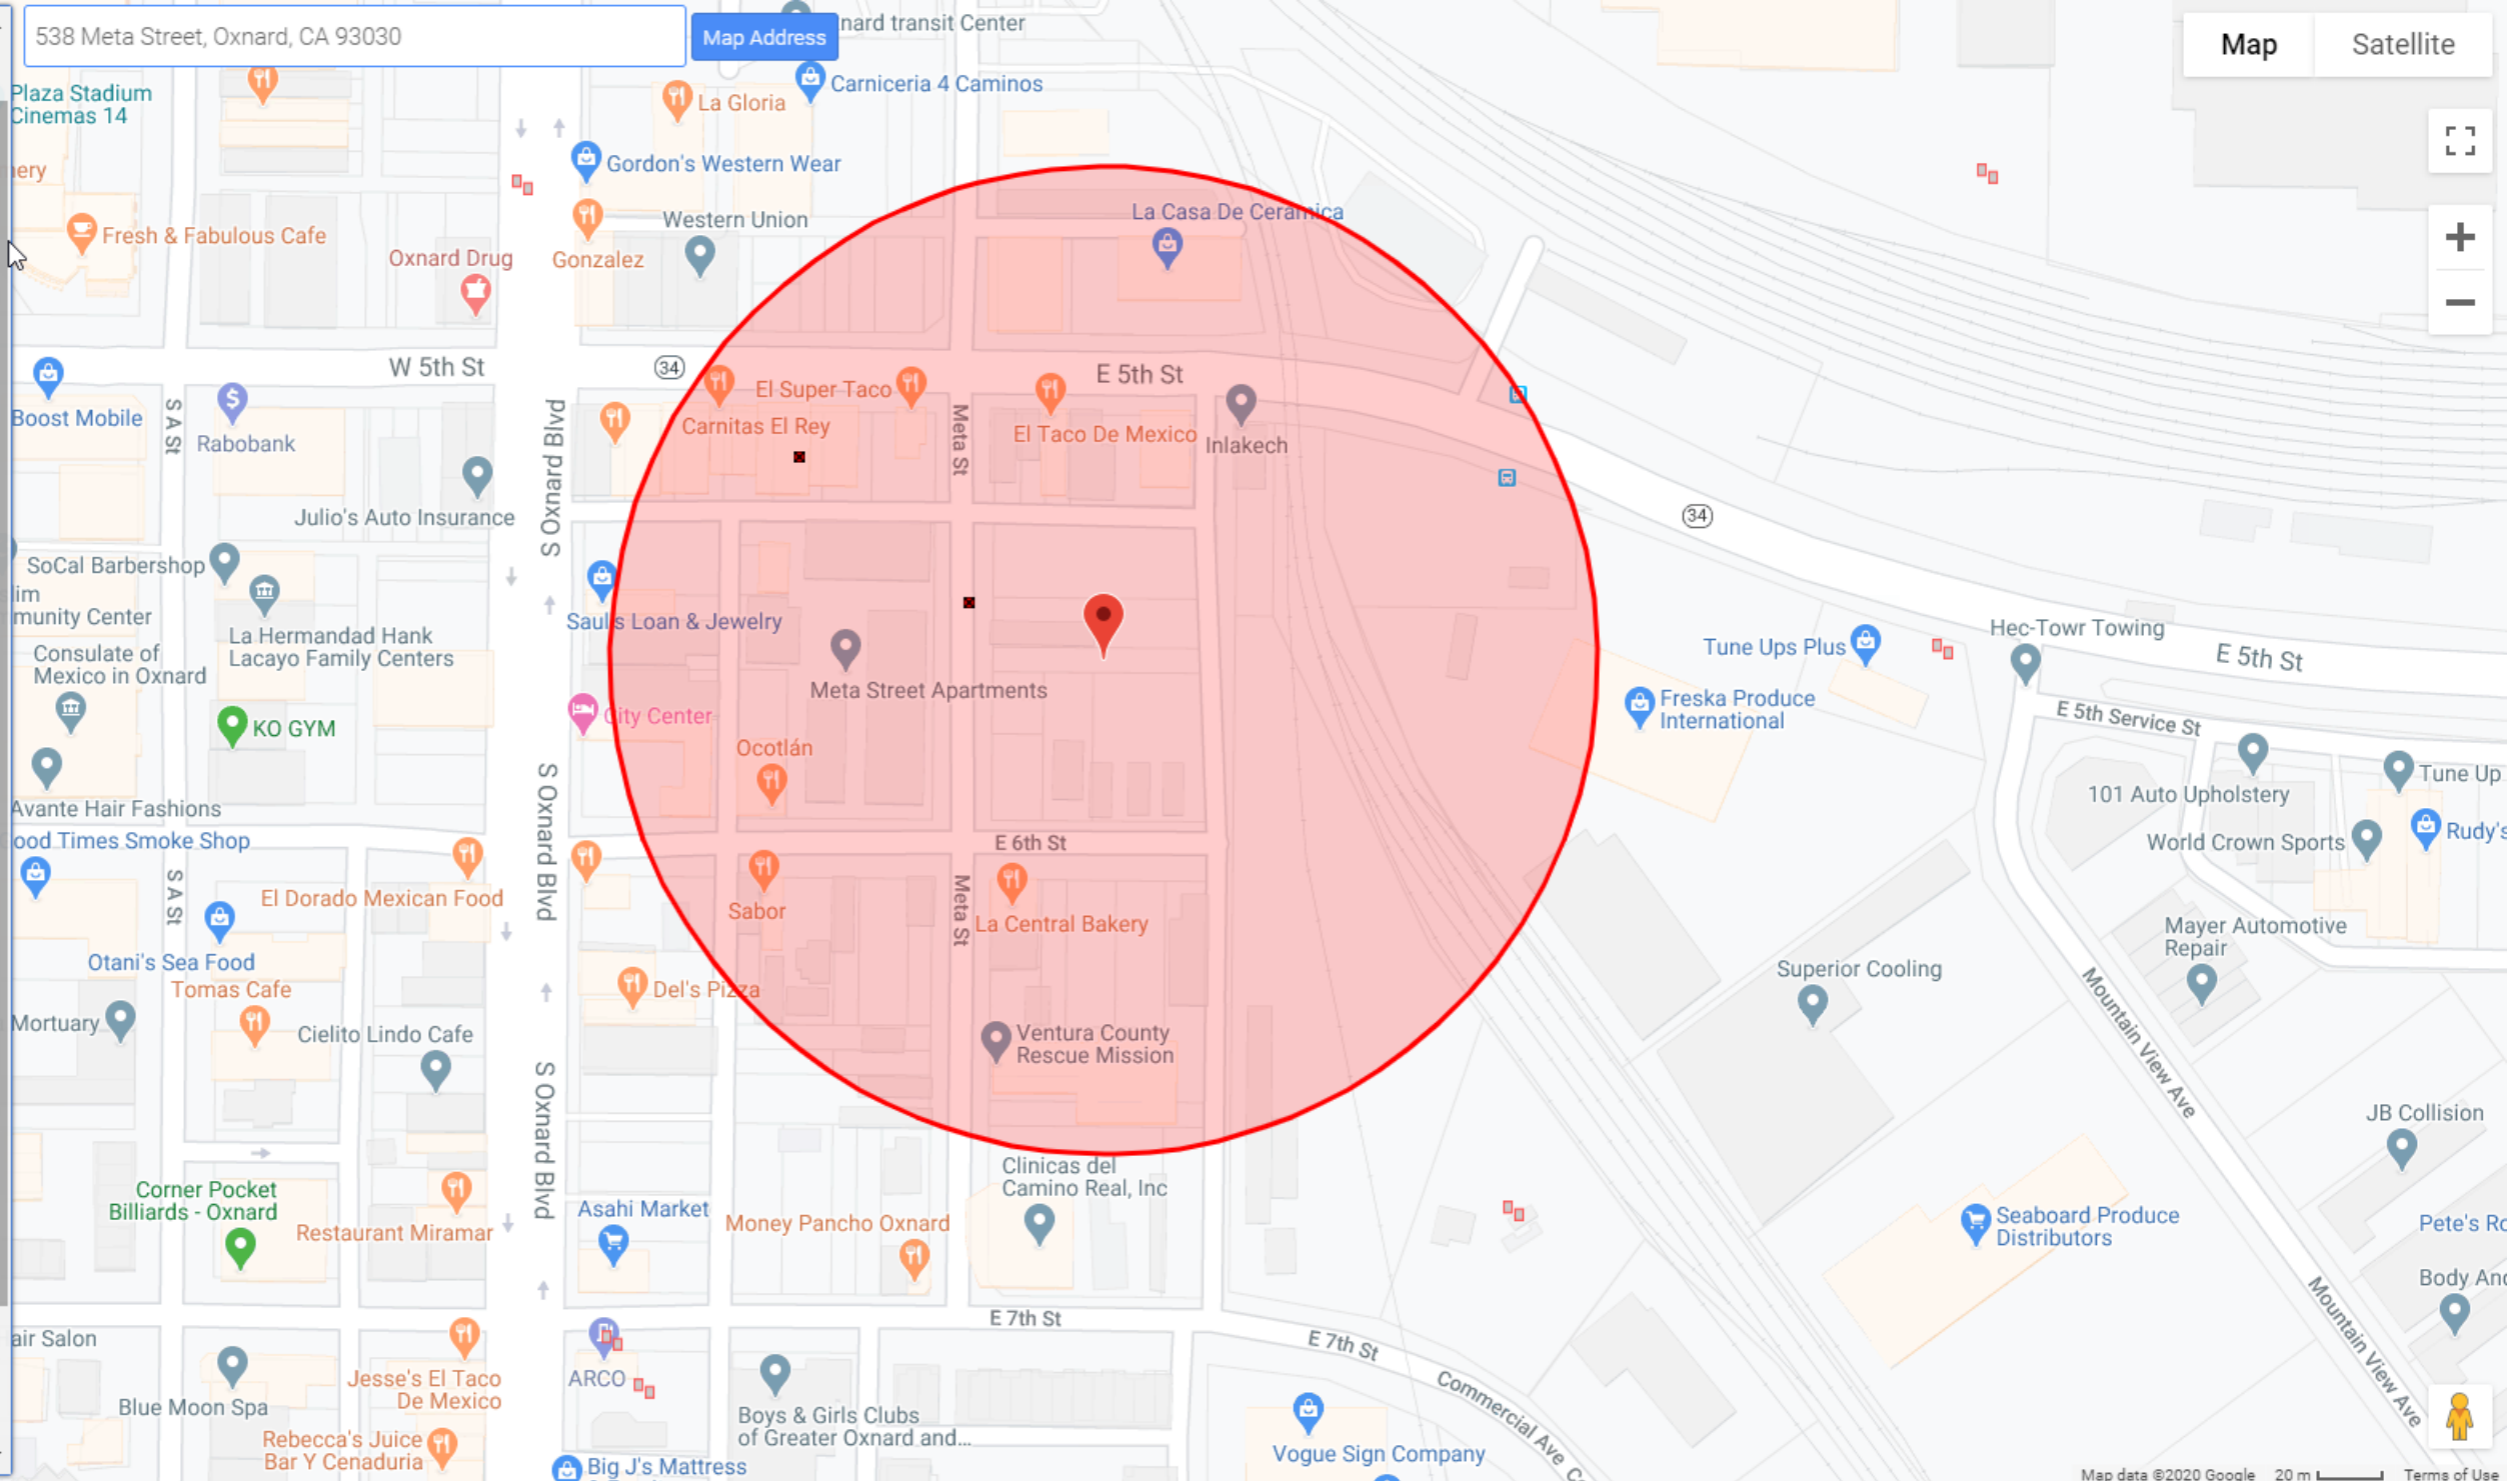 538 Meta Street, Oxnard, CA 93030
Map Address
nard transit Center
Map
Satellite
Plaza Stadium
Cinemas 14
La Gloria
Carniceria 4 Caminos
ery
Gordon's Western Wear
Fresh & Fabulous Cafe
Western Union
La Casa De Ceramica
Oxnard Drug
Gonzalez
W 5th St
34
E 5th St
Boost Mobile
S A St
Rabobank
S Oxnard Blvd
El Super Taco
Carnitas El Rey
Meta St
El Taco De Mexico
Inlakech
Julio's Auto Insurance
34
SoCal Barbershop
lim
munity Center
La Hermandad Hank
Lacayo Family Centers
Saul's Loan & Jewelry
Consulate of
Mexico in Oxnard
Meta Street Apartments
Tune Ups Plus
Hec-Towr Towing
E 5th St
Freska Produce
International
E 5th Service St
KO GYM
City Center
Ocotlán
S Oxnard Blvd
Tune Up
101 Auto Upholstery
Avante Hair Fashions
ood Times Smoke Shop
E 6th St
World Crown Sports
Rudy's
S A St
El Dorado Mexican Food
Sabor
Meta St
La Central Bakery
Mayer Automotive
Repair
Otani's Sea Food
Tomas Cafe
Del's Pizza
Superior Cooling
Mortuary
Cielito Lindo Cafe
Ventura County
Rescue Mission
Mountain View Ave
S Oxnard Blvd
JB Collision
Clinicas del
Camino Real, Inc
Corner Pocket
Billiards - Oxnard
Restaurant Miramar
Asahi Market
Money Pancho Oxnard
Seaboard Produce
Distributors
Pete's Ro
Body And
E 7th St
E 7th St
Mountain View Ave
air Salon
ARCO
Jesse's El Taco
De Mexico
Blue Moon Spa
Commercial Ave C
Boys & Girls Clubs
of Greater Oxnard and...
Rebecca's Juice
Bar Y Cenaduria
Vogue Sign Company
Big J's Mattress
Map data ©2020 Google
20 m
Terms of Use